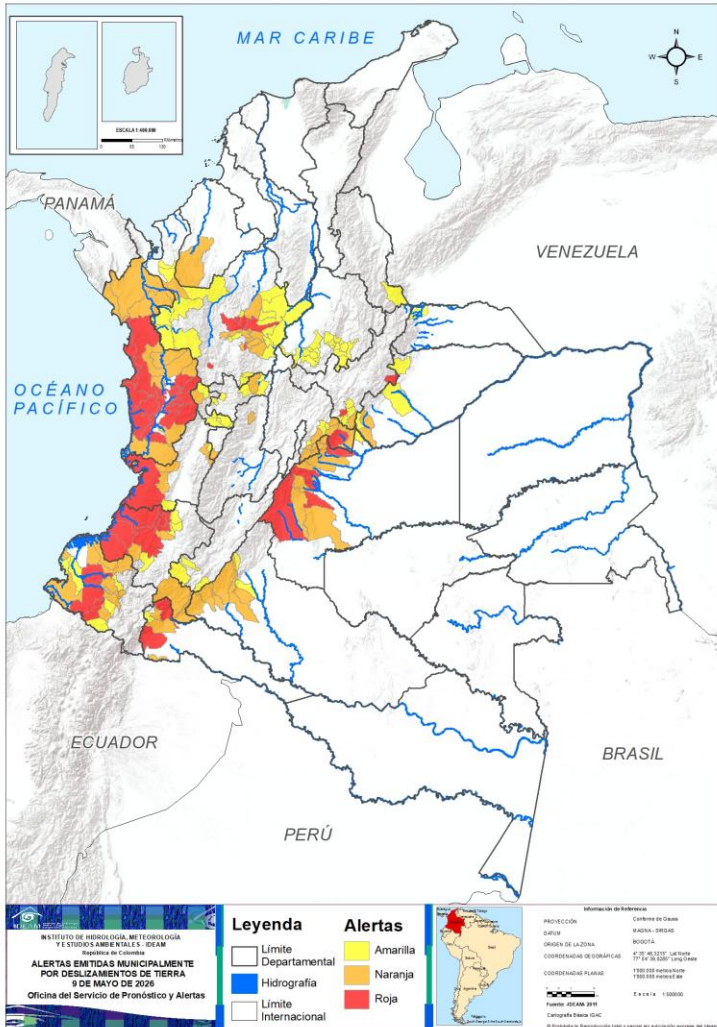 MAR CARIBE
N
W
E
S
ESCALA 1:400.000
PANAMÁ
VENEZUELA
OCÉANO
PACÍFICO
ECUADOR
BRASIL
PERÚ
IDEAM
INSTITUTO DE HIDROLOGÍA, METEOROLOGÍA
Y ESTUDIOS AMBIENTALES - IDEAM
República de Colombia
ALERTAS EMITIDAS MUNICIPALMENTE
POR DESLIZAMIENTOS DE TIERRA
9 DE MAYO DE 2026
Oficina del Servicio de Pronóstico y Alertas
Leyenda
Límite
Departamental
Hidrografía
Límite
Internacional
Alertas
Amarilla
Naranja
Roja
Información de Referencia
PROYECCIÓN
Conforme de Gauss
DATUM
MAGNA - SIRGAS
ORIGEN DE LA ZONA
BOGOTÁ
COORDENADAS GEOGRÁFICAS
COORDENADAS PLANAS
Escala
Cartografía Básica IGAC